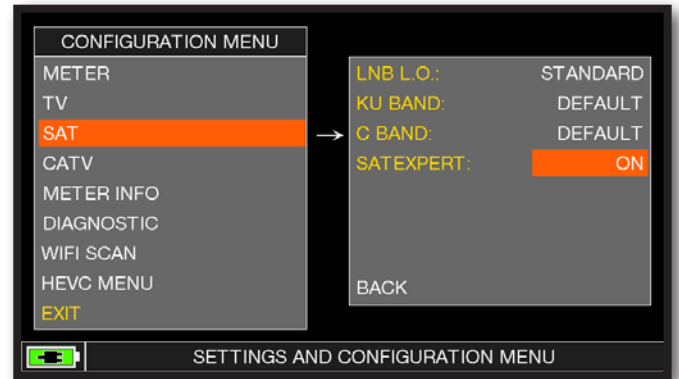 CONFIGURATION MENU
METER
TV
SAT
CATV
METER INFO
DIAGNOSTIC
WIFI SCAN
HEVC MENU
EXIT
→
LNB L.O.: STANDARD
KU BAND: DEFAULT
C BAND: DEFAULT
SATEXPERT: ON
BACK
SETTINGS AND CONFIGURATION MENU